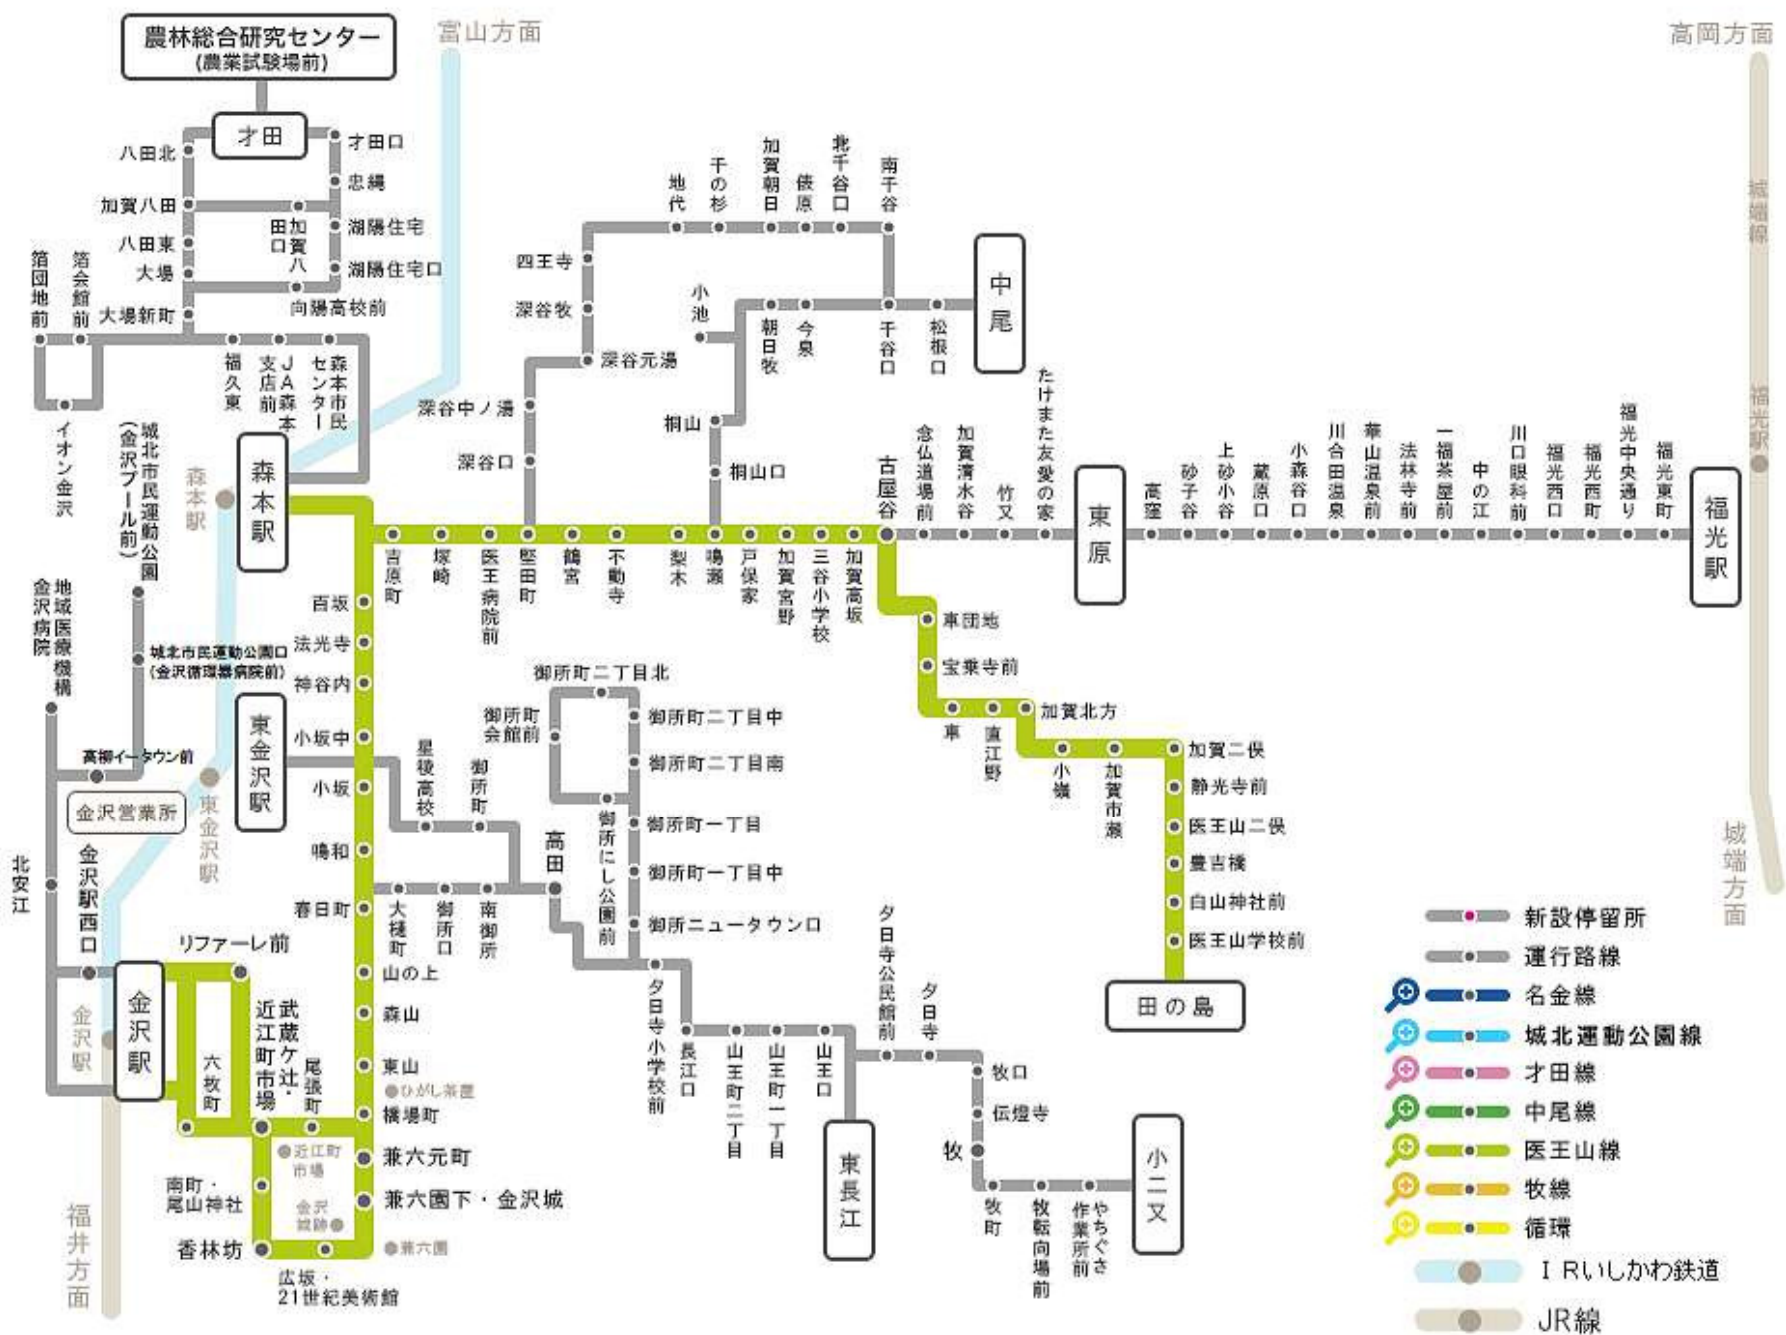 農林総合研究センター
(農業試験場前)
富山方面
高岡方面
才田
八田北
才田口
忠縄
加賀八田
加賀八田口
湖陽住宅
八田東
大場
湖陽住宅口
大場新町
向陽高校前
箔団地前
箔会館前
イオン金沢
福久東
JA森本支店前
森本市民センター
城端線
福光駅
城端方面
四王寺
深谷牧
深谷元湯
深谷中ノ湯
深谷口
地代
千の杉
加賀朝日
俵原
北千谷口
南千谷
小池
朝日牧
今泉
千谷口
松根口
中尾
桐山
桐山口
城北市民運動公園
(金沢プール前)
城北市民運動公園口
(金沢循環器病院前)
地域医療機構
金沢病院
高柳イータウン前
金沢営業所
北安江
金沢駅西口
森本駅
森本駅
東金沢駅
東金沢駅
金沢駅
金沢駅
福井方面
吉原町
塚崎
医王病院前
堅田町
鶴宮
不動寺
梨木
鳴瀬
戸保家
加賀宮野
三谷小学校
加賀高坂
古屋谷
念仏道場前
加賀清水谷
竹又
たけまた友愛の家
東原
高窪
砂子谷
上砂小谷
蔵原口
小森谷口
川合田温泉
華山温泉前
法林寺前
一福茶屋前
中の江
川口眼科前
福光西口
福光西町
福光中央通り
福光東町
福光駅
百坂
法光寺
神谷内
小坂中
小坂
鳴和
春日町
山の上
森山
東山
ひがし茶屋
橋場町
兼六元町
兼六園下・金沢城
兼六園
広坂・
21世紀美術館
香林坊
南町・
尾山神社
金沢城跡
近江町市場
尾張町
武蔵ケ辻・
近江町市場
六枚町
リファーレ前
星稜高校
御所町
大樋町
御所口
南御所
高田
御所町二丁目北
御所町会館前
御所町二丁目中
御所町二丁目南
御所にし公園前
御所町一丁目
御所町一丁目中
御所ニュータウン口
夕日寺小学校前
長江口
山王町二丁目
山王町一丁目
山王口
東長江
夕日寺公民館前
夕日寺
牧口
伝燈寺
牧
牧町
牧転向場前
やちぐさ作業所前
小二又
車団地
宝乗寺前
車
直江野
加賀北方
小嶺
加賀市瀬
加賀二俣
静光寺前
医王山二俣
豊吉橋
白山神社前
医王山学校前
田の島
新設停留所
運行路線
名金線
城北運動公園線
才田線
中尾線
医王山線
牧線
循環
IRいしかわ鉄道
JR線